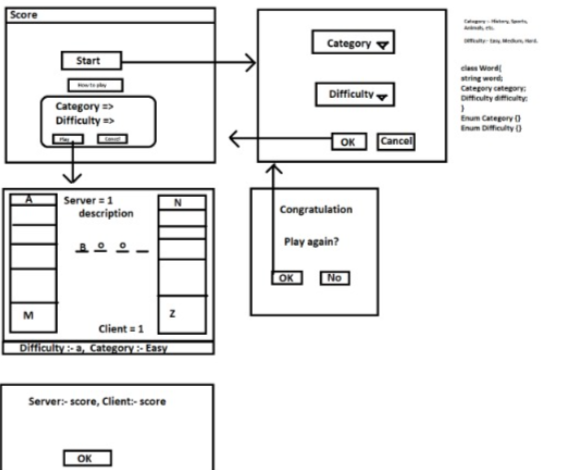 Score
Start
How to play
Category =>
Difficulty =>
Play
Cancel
Category
Difficulty
OK
Cancel
Category :- History, Sports,
Animals, etc.
Difficulty:- Easy, Medium, Hard.
class Word{
string word;
Category category;
Difficulty difficulty;
}
Enum Category {}
Enum Difficulty {}
A
Server = 1
description
N
B o o _
M
Z
Client = 1
Difficulty :- a, Category :- Easy
Congratulation
Play again?
OK
No
Server:- score, Client:- score
OK